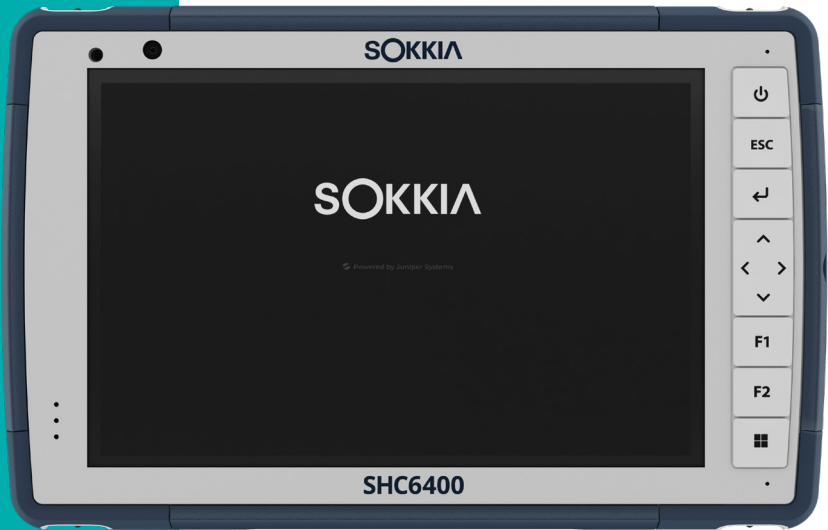 SOKKIA
ESC
SOKKIA
Powered by Juniper Systems
F1
F2
SHC6400